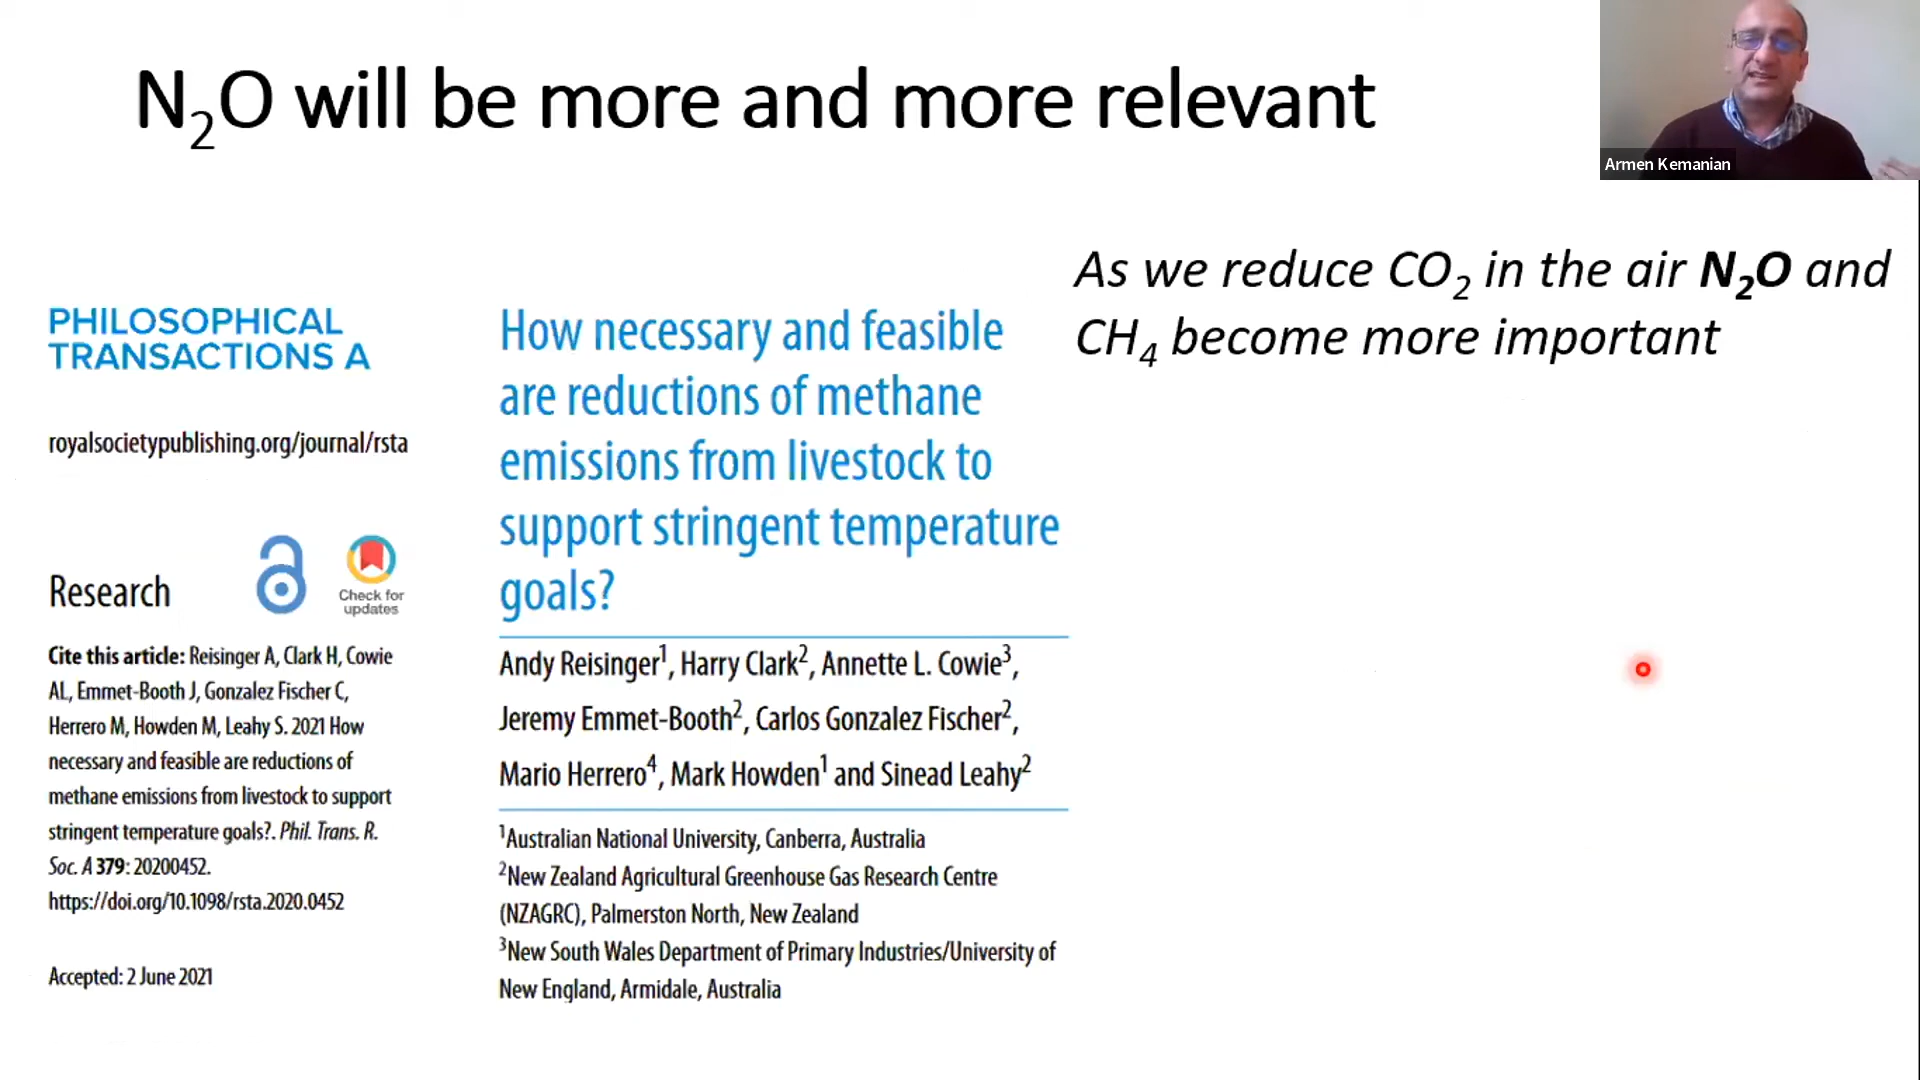 N₂O will be more and more relevant
Armen Kemanian
As we reduce CO₂ in the air N₂O and
CH₄ become more important
PHILOSOPHICAL
TRANSACTIONS A
royalsocietypublishing.org/journal/rsta
Research
Check for
updates
Cite this article: Reisinger A, Clark H, Cowie
AL, Emmet-Booth J, Gonzalez Fischer C,
Herrero M, Howden M, Leahy S. 2021 How
necessary and feasible are reductions of
methane emissions from livestock to support
stringent temperature goals?. Phil. Trans. R.
Soc. A 379: 20200452.
https://doi.org/10.1098/rsta.2020.0452
Accepted: 2 June 2021
How necessary and feasible
are reductions of methane
emissions from livestock to
support stringent temperature
goals?
Andy Reisinger¹, Harry Clark², Annette L. Cowie³,
Jeremy Emmet-Booth², Carlos Gonzalez Fischer²,
Mario Herrero⁴, Mark Howden¹ and Sinead Leahy²
¹Australian National University, Canberra, Australia
²New Zealand Agricultural Greenhouse Gas Research Centre
(NZAGRC), Palmerston North, New Zealand
³New South Wales Department of Primary Industries/University of
New England, Armidale, Australia